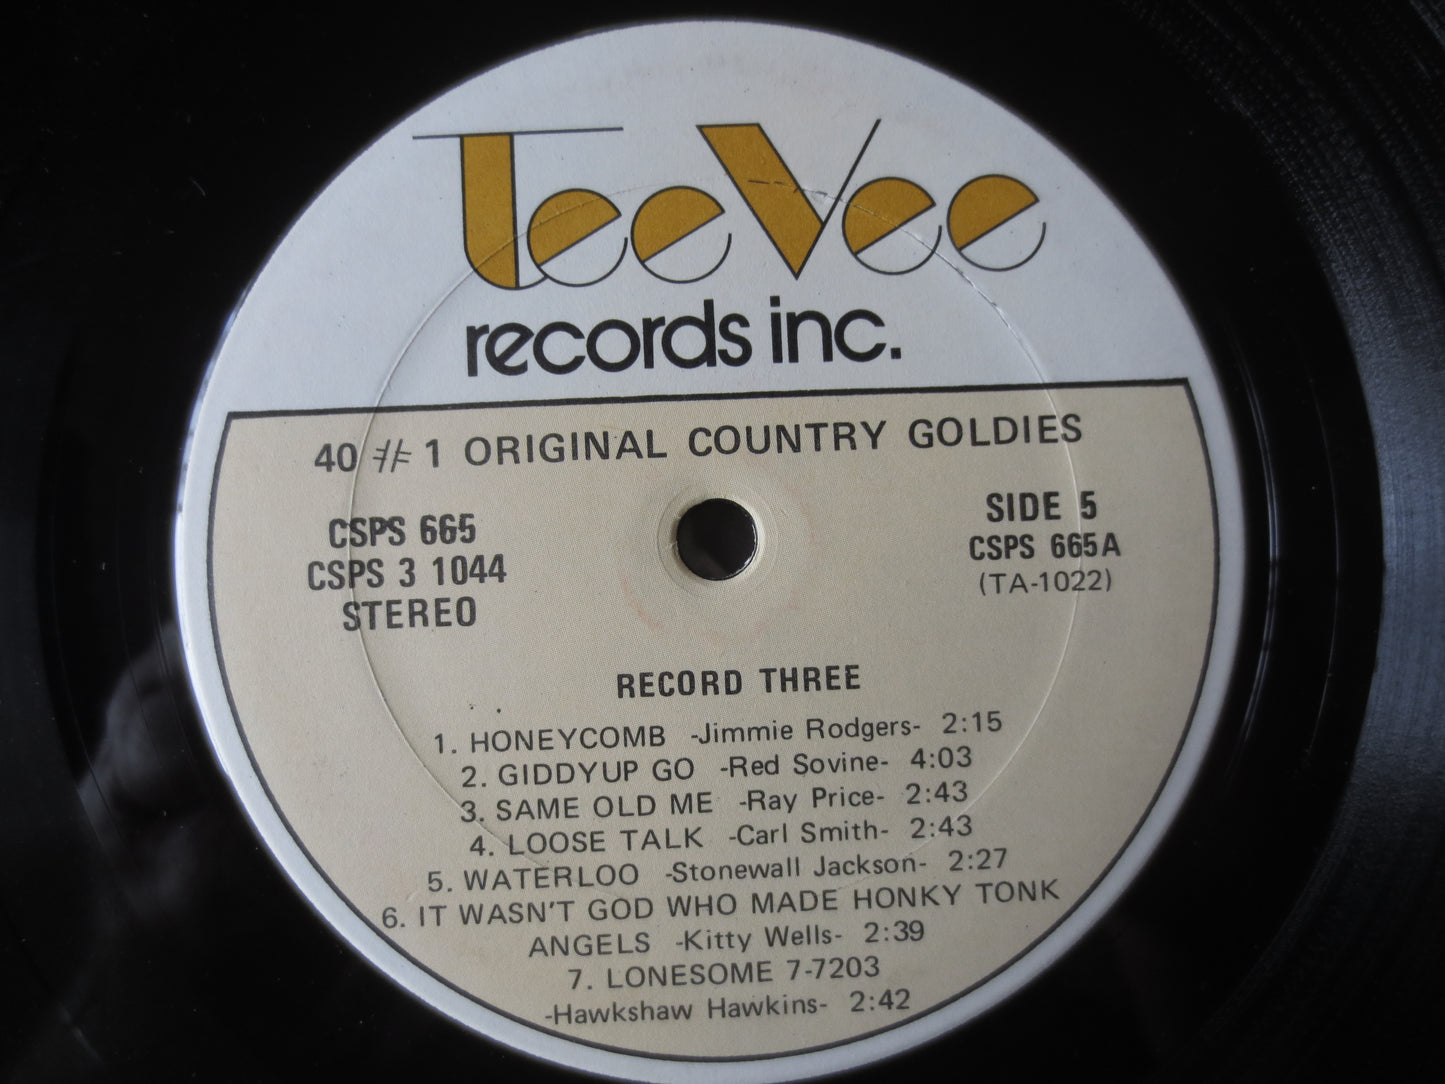 TeeVee
records inc.
40 # 1 ORIGINAL COUNTRY GOLDIES
CSPS 665
CSPS 3 1044
STEREO
SIDE 5
CSPS 665A
(TA-1022)
RECORD THREE
1. HONEYCOMB -Jimmie Rodgers- 2:15
2. GIDDYUP GO -Red Sovine- 4:03
3. SAME OLD ME -Ray Price- 2:43
4. LOOSE TALK -Carl Smith- 2:43
5. WATERLOO -Stonewall Jackson- 2:27
6. IT WASN'T GOD WHO MADE HONKY TONK
ANGELS -Kitty Wells- 2:39
7. LONESOME 7-7203
-Hawkshaw Hawkins- 2:42